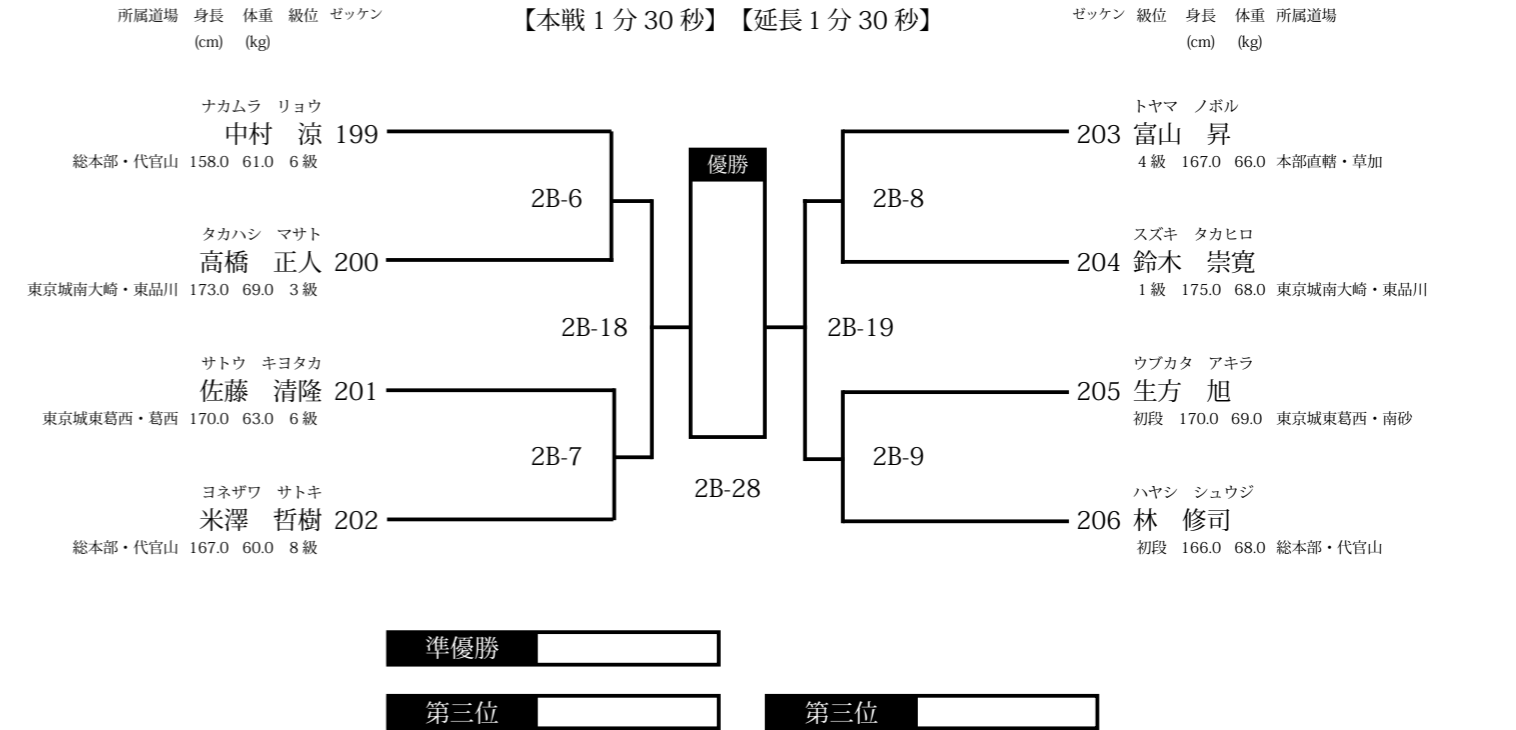 所属道場 身長 体重 級位 ゼッケン
(cm) (kg)
【本戦１分 30 秒】【延長１分 30 秒】
ゼッケン 級位 身長 体重 所属道場
(cm) (kg)
ナカムラ リョウ
中村 涼 199
総本部・代官山 158.0 61.0 6 級
タカハシ マサト
高橋 正人 200
東京城南大崎・東品川 173.0 69.0 3 級
サトウ キヨタカ
佐藤 清隆 201
東京城東葛西・葛西 170.0 63.0 6 級
ヨネザワ サトキ
米澤 哲樹 202
総本部・代官山 167.0 60.0 8 級
2B-6
2B-18
2B-7
優勝
2B-28
2B-8
2B-19
2B-9
トヤマ ノボル
203 富山 昇
4 級 167.0 66.0 本部直轄・草加
スズキ タカヒロ
204 鈴木 崇寛
1 級 175.0 68.0 東京城南大崎・東品川
ウブカタ アキラ
205 生方 旭
初段 170.0 69.0 東京城東葛西・南砂
ハヤシ シュウジ
206 林 修司
初段 166.0 68.0 総本部・代官山
準優勝
第三位
第三位